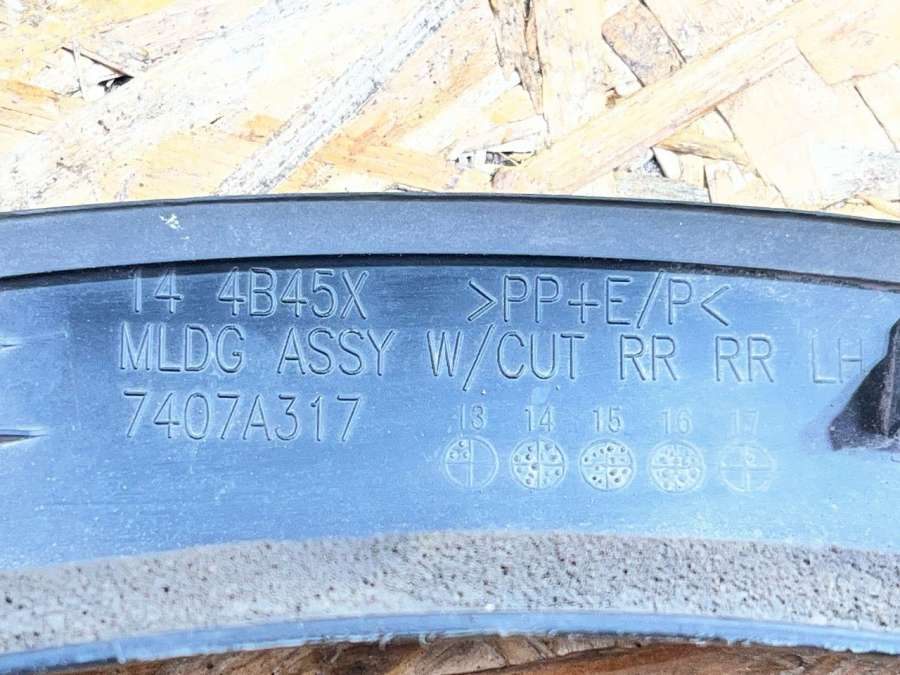 14 4B45X >PP+E/P<
MLDG ASSY W/CUT RR RR LH
7407A317
13 14 15 16 17